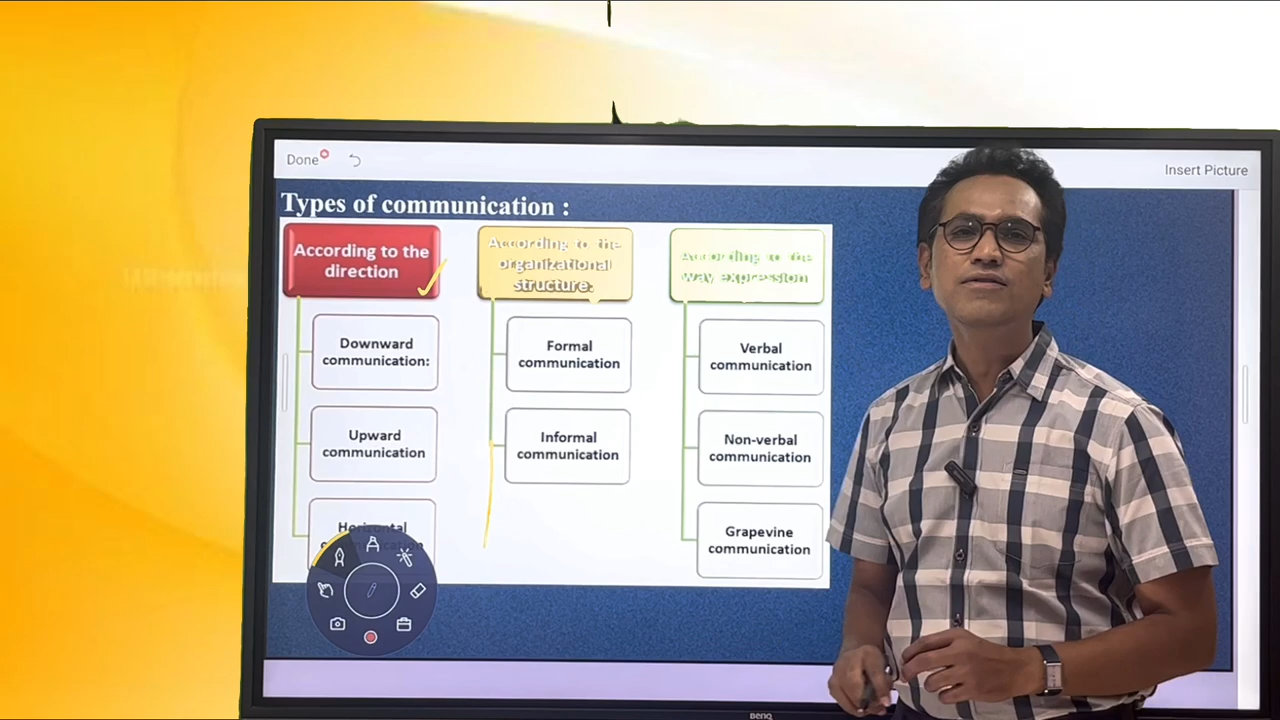 Done
Insert Picture
Types of communication :
According to the
direction
Downward
communication:
Upward
communication
Horizontal
According to the
organizational
structure:
Formal
communication
Informal
communication
According to the
way expression
Verbal
communication
Non-verbal
communication
Grapevine
communication
BenQ